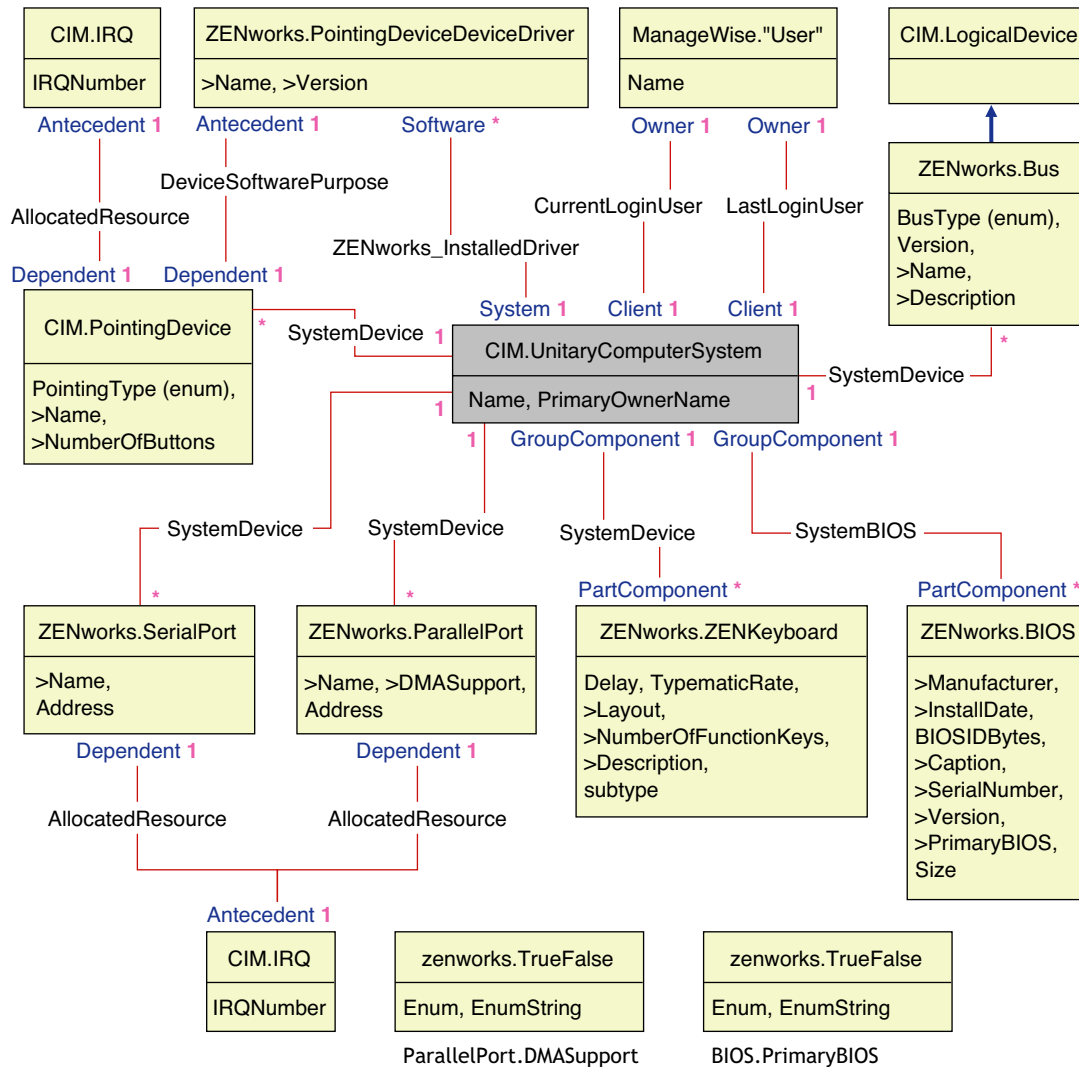 CIM.IRQ
IRQNumber
ZENworks.PointingDeviceDeviceDriver
>Name, >Version
ManageWise."User"
Name
CIM.LogicalDevice
Antecedent 1
Antecedent 1
Software *
Owner 1
Owner 1
DeviceSoftwarePurpose
AllocatedResource
CurrentLoginUser
LastLoginUser
ZENworks_InstalledDriver
ZENworks.Bus
BusType (enum),
Version,
>Name,
>Description
Dependent 1
Dependent 1
System 1
Client 1
Client 1
CIM.PointingDevice
PointingType (enum),
>Name,
>NumberOfButtons
*
SystemDevice
1
CIM.UnitaryComputerSystem
Name, PrimaryOwnerName
*
SystemDevice
1
1
1
GroupComponent 1
GroupComponent 1
SystemDevice
SystemDevice
SystemDevice
SystemBIOS
*
*
PartComponent *
PartComponent *
ZENworks.SerialPort
>Name,
Address
ZENworks.ParallelPort
>Name, >DMASupport,
Address
ZENworks.ZENKeyboard
Delay, TypematicRate,
>Layout,
>NumberOfFunctionKeys,
>Description,
subtype
ZENworks.BIOS
>Manufacturer,
>InstallDate,
BIOSIDBytes,
>Caption,
>SerialNumber,
>Version,
>PrimaryBIOS,
Size
Dependent 1
Dependent 1
AllocatedResource
AllocatedResource
Antecedent 1
CIM.IRQ
IRQNumber
zenworks.TrueFalse
Enum, EnumString
zenworks.TrueFalse
Enum, EnumString
ParallelPort.DMASupport
BIOS.PrimaryBIOS